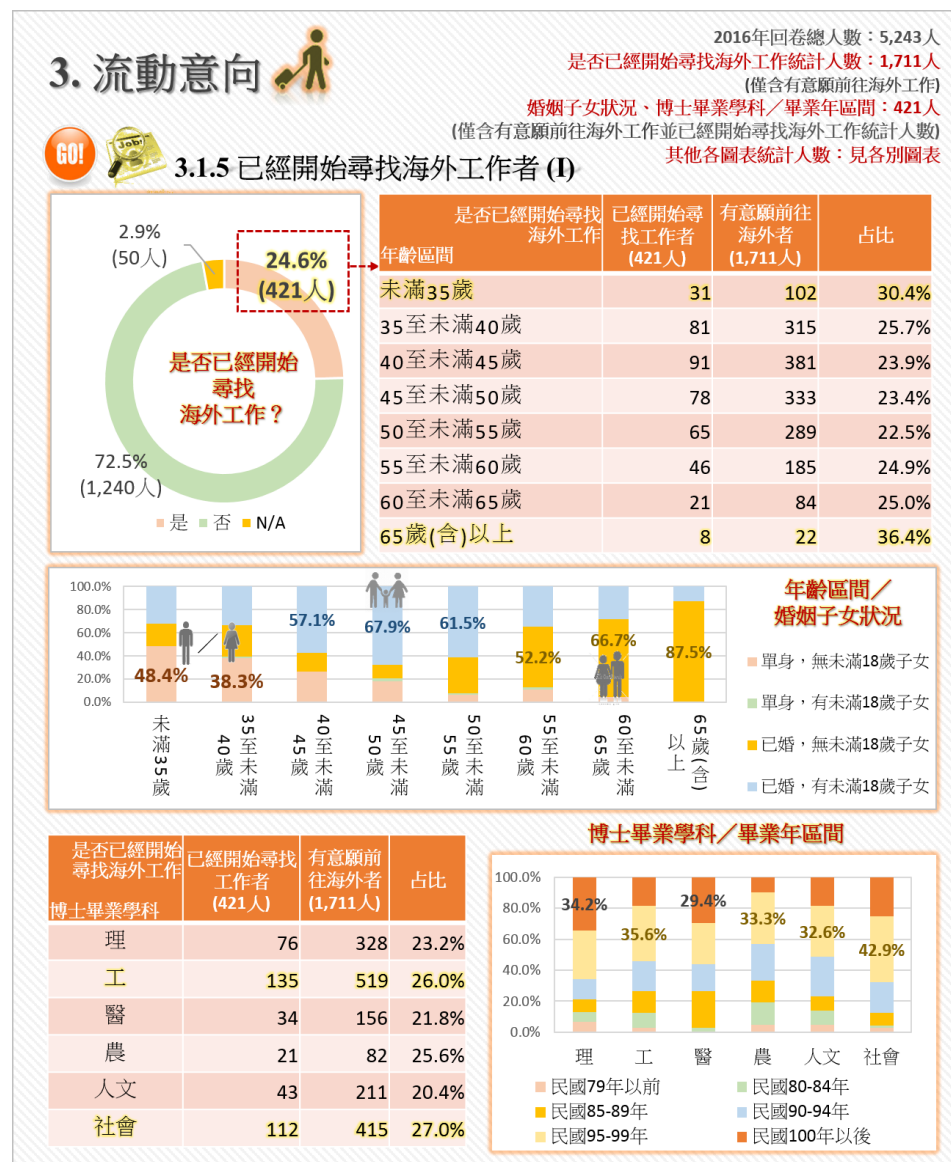 3. 流動意向
2016年回卷總人數：5,243人
是否已經開始尋找海外工作統計人數：1,711人
(僅含有意願前往海外工作)
婚姻子女狀況、博士畢業學科／畢業年區間：421人
(僅含有意願前往海外工作並已經開始尋找海外工作統計人數)
其他各圖表統計人數：見各別圖表
GO!
Job!
3.1.5 已經開始尋找海外工作者 (I)
2.9%
(50人)
24.6%
(421人)
是否已經開始
尋找
海外工作？
72.5%
(1,240人)
是 否 N/A
是否已經開始尋找
海外工作
年齡區間
已經開始尋
找工作者
(421人)
有意願前往
海外者
(1,711人)
占比
未滿35歲 31 102 30.4%
35至未滿40歲 81 315 25.7%
40至未滿45歲 91 381 23.9%
45至未滿50歲 78 333 23.4%
50至未滿55歲 65 289 22.5%
55至未滿60歲 46 185 24.9%
60至未滿65歲 21 84 25.0%
65歲(含)以上 8 22 36.4%
年齡區間／
婚姻子女狀況
100.0%
80.0%
60.0%
40.0%
20.0%
0.0%
48.4%
38.3%
57.1%
67.9%
61.5%
52.2%
66.7%
87.5%
未滿35歲
35至未滿
40歲
40至未滿
45歲
45至未滿
50歲
50至未滿
55歲
55至未滿
60歲
60至未滿
65歲
65歲(含)
以上
單身，無未滿18歲子女
單身，有未滿18歲子女
已婚，無未滿18歲子女
已婚，有未滿18歲子女
是否已經開始
尋找海外工作
博士畢業學科
已經開始尋找
工作者
(421人)
有意願前
往海外者
(1,711人)
占比
理 76 328 23.2%
工 135 519 26.0%
醫 34 156 21.8%
農 21 82 25.6%
人文 43 211 20.4%
社會 112 415 27.0%
博士畢業學科／畢業年區間
100.0%
80.0%
60.0%
40.0%
20.0%
0.0%
34.2%
35.6%
29.4%
33.3%
32.6%
42.9%
理 工 醫 農 人文 社會
民國79年以前 民國80-84年
民國85-89年 民國90-94年
民國95-99年 民國100年以後